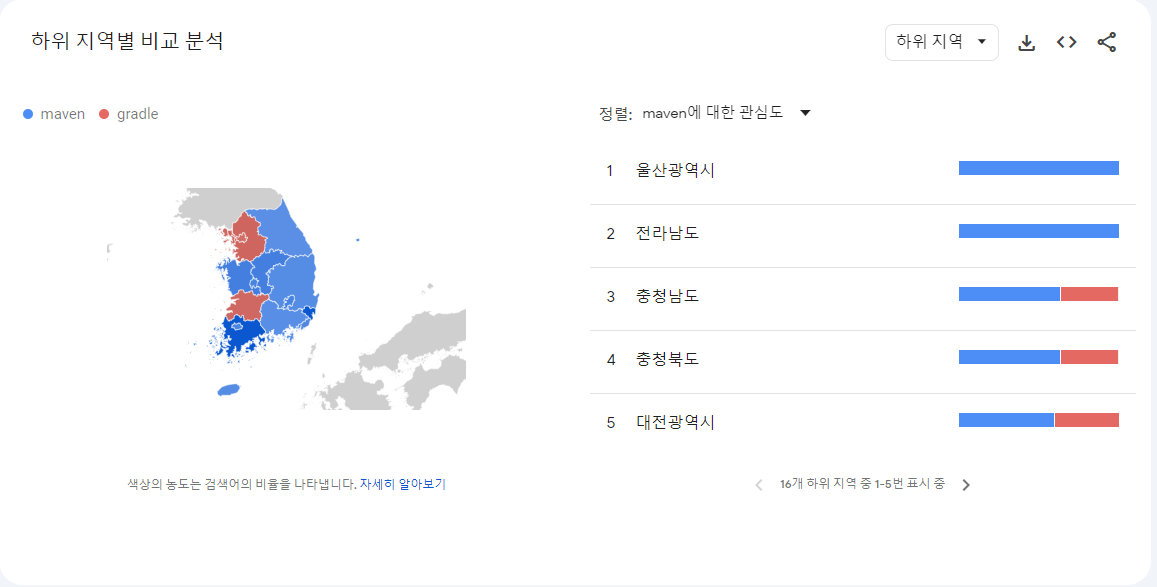 하위 지역별 비교 분석
하위 지역
maven gradle
정렬: maven에 대한 관심도
1 울산광역시
2 전라남도
3 충청남도
4 충청북도
5 대전광역시
색상의 농도는 검색어의 비율을 나타냅니다. 자세히 알아보기
16개 하위 지역 중 1-5번 표시 중